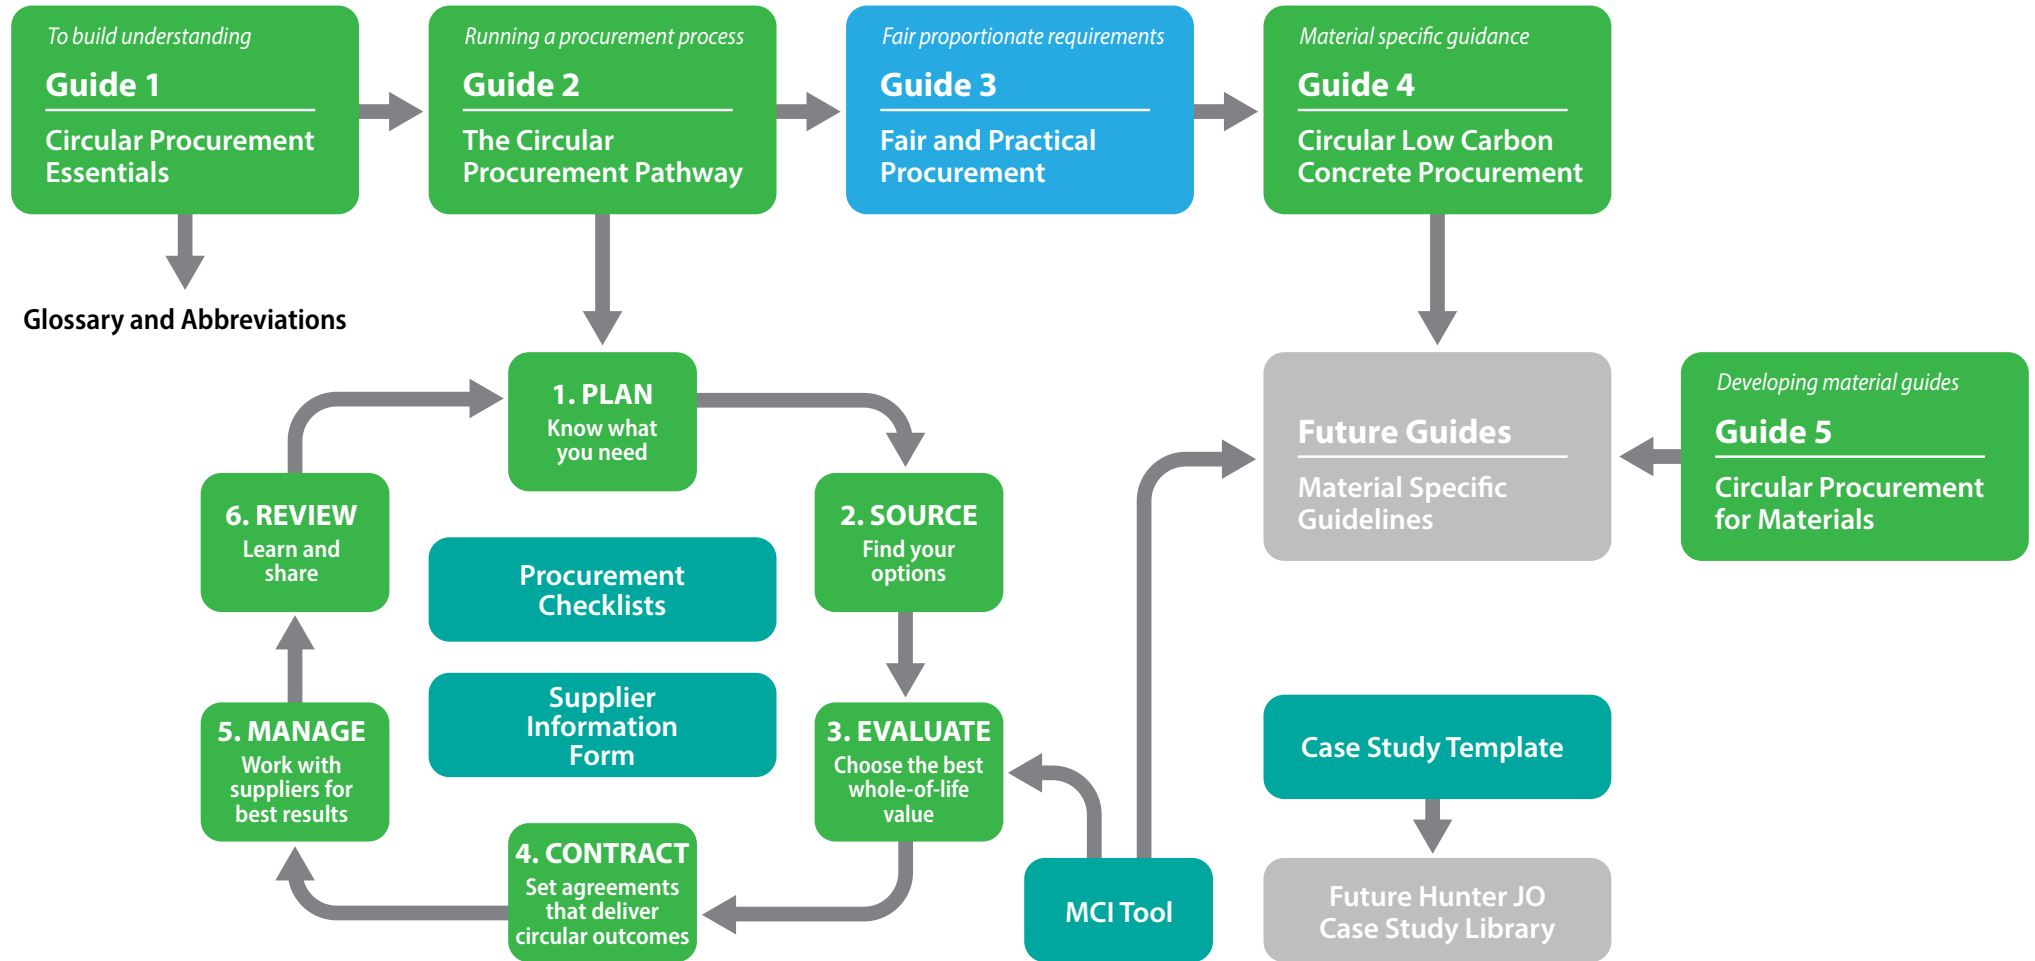 To build understanding
Guide 1
Circular Procurement
Essentials
Running a procurement process
Guide 2
The Circular
Procurement Pathway
Fair proportionate requirements
Guide 3
Fair and Practical
Procurement
Material specific guidance
Guide 4
Circular Low Carbon
Concrete Procurement
Glossary and Abbreviations
1. PLAN
Know what
you need
2. SOURCE
Find your
options
3. EVALUATE
Choose the best
whole-of-life
value
4. CONTRACT
Set agreements
that deliver
circular outcomes
5. MANAGE
Work with
suppliers for
best results
6. REVIEW
Learn and
share
Procurement
Checklists
Supplier
Information
Form
MCI Tool
Future Guides
Material Specific
Guidelines
Developing material guides
Guide 5
Circular Procurement
for Materials
Case Study Template
Future Hunter JO
Case Study Library